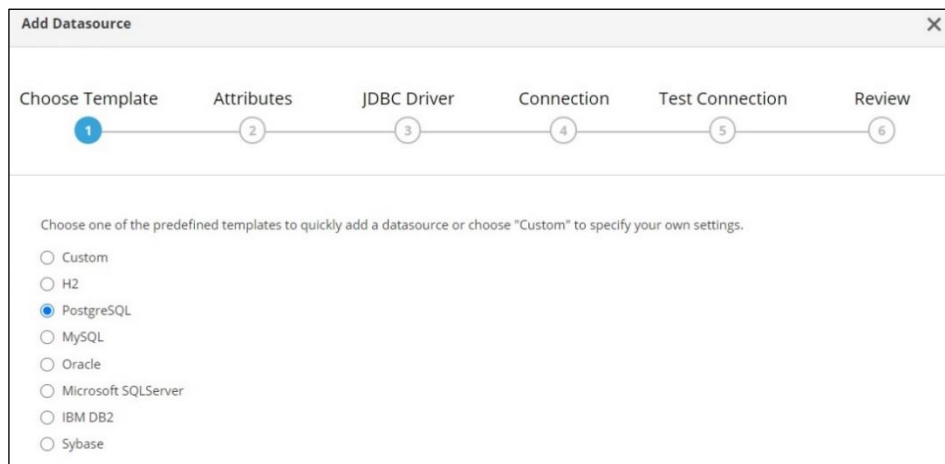 Add Datasource
Choose Template Attributes JDBC Driver Connection Test Connection Review
1 2 3 4 5 6
Choose one of the predefined templates to quickly add a datasource or choose "Custom" to specify your own settings.
Custom
H2
PostgreSQL
MySQL
Oracle
Microsoft SQLServer
IBM DB2
Sybase